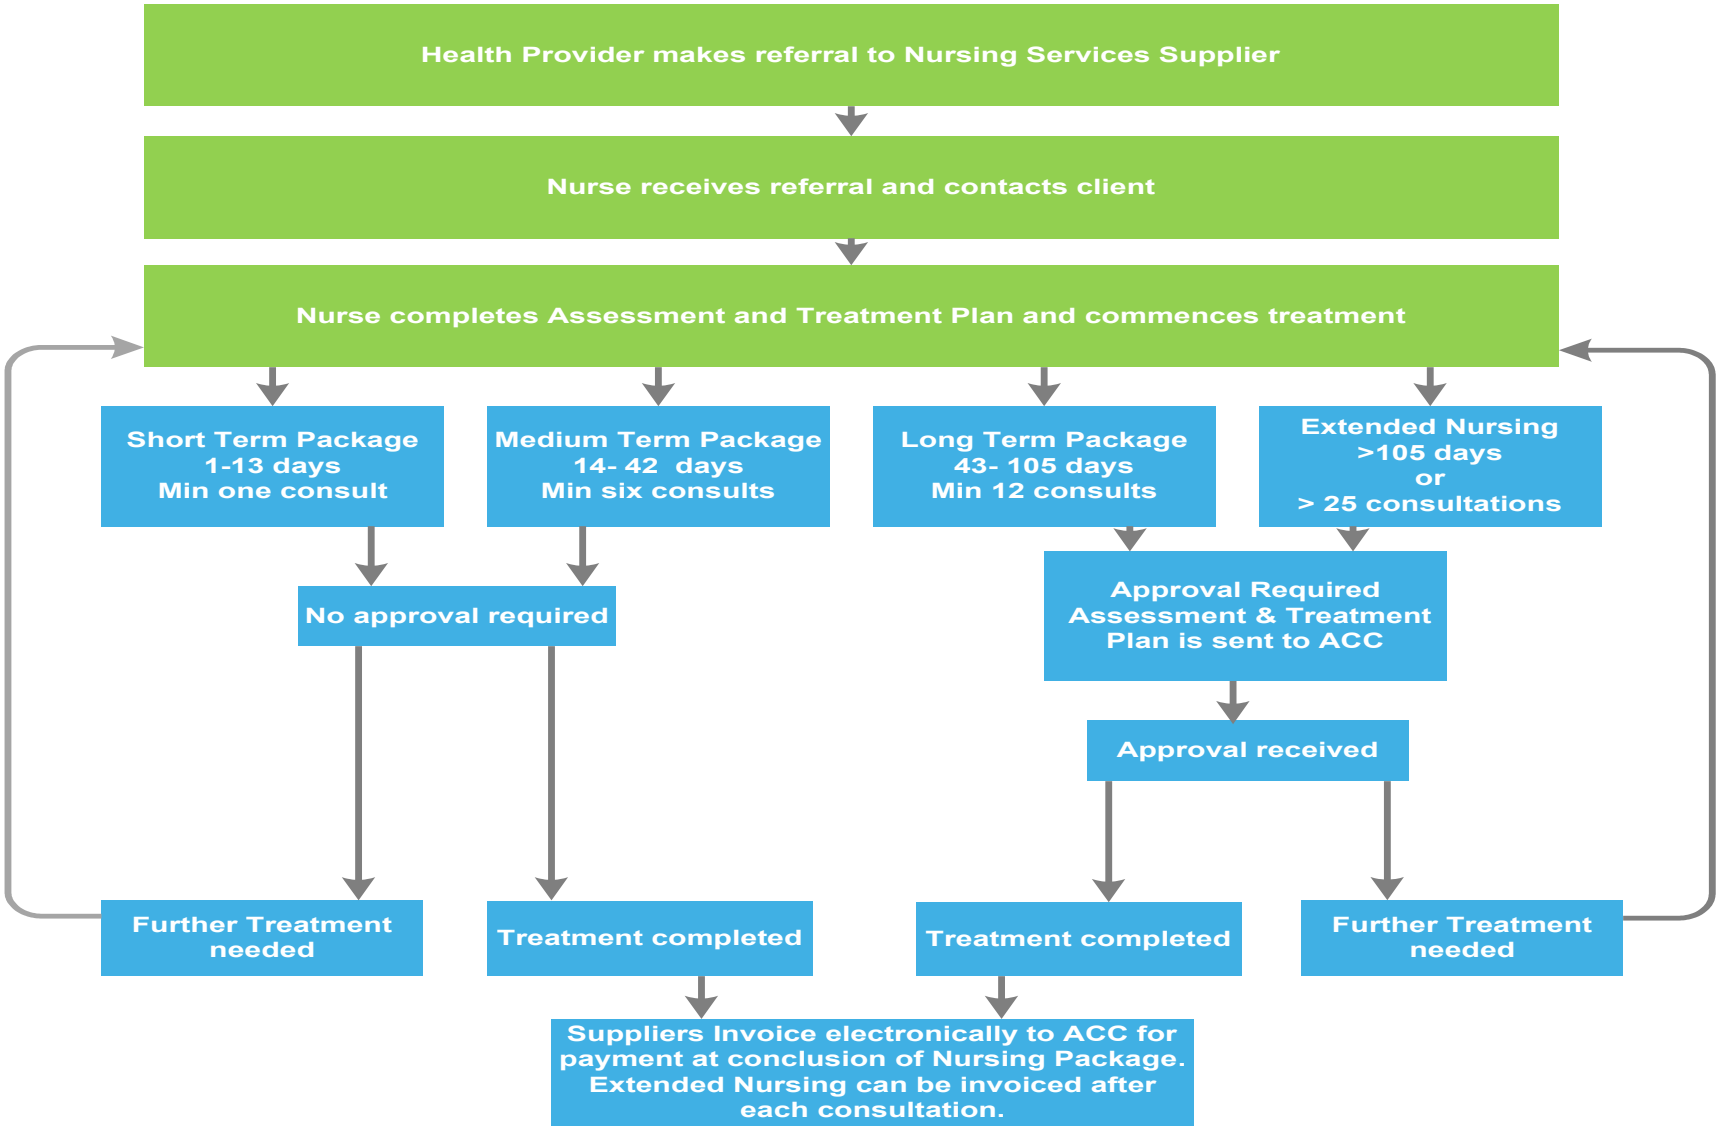 Health Provider makes referral to Nursing Services Supplier
Nurse receives referral and contacts client
Nurse completes Assessment and Treatment Plan and commences treatment
Short Term Package
1-13 days
Min one consult
Medium Term Package
14- 42  days
Min six consults
Long Term Package
43- 105 days
Min 12 consults
Extended Nursing
>105 days
or
> 25 consultations
No approval required
Approval Required
Assessment & Treatment
Plan is sent to ACC
Approval received
Further Treatment
needed
Treatment completed
Treatment completed
Further Treatment
needed
Suppliers Invoice electronically to ACC for
payment at conclusion of Nursing Package.
Extended Nursing can be invoiced after
each consultation.